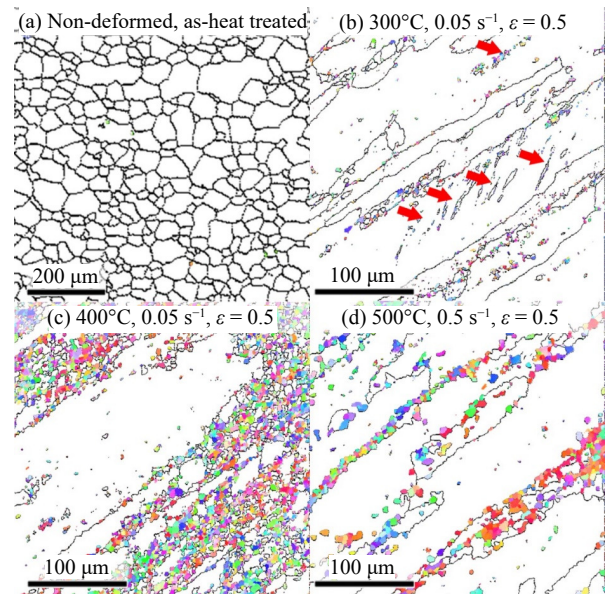 (a) Non-deformed, as-heat treated
(b) 300°C, 0.05 s⁻¹, ε = 0.5
200 μm
100 μm
(c) 400°C, 0.05 s⁻¹, ε = 0.5
(d) 500°C, 0.5 s⁻¹, ε = 0.5
100 μm
100 μm